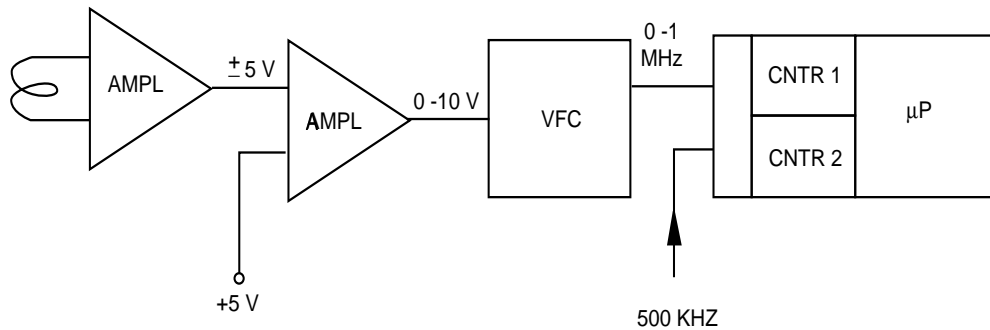 AMPL
± 5 V
AMPL
+5 V
0 -10 V
VFC
0 -1
MHz
CNTR 1
CNTR 2
µP
500 KHZ